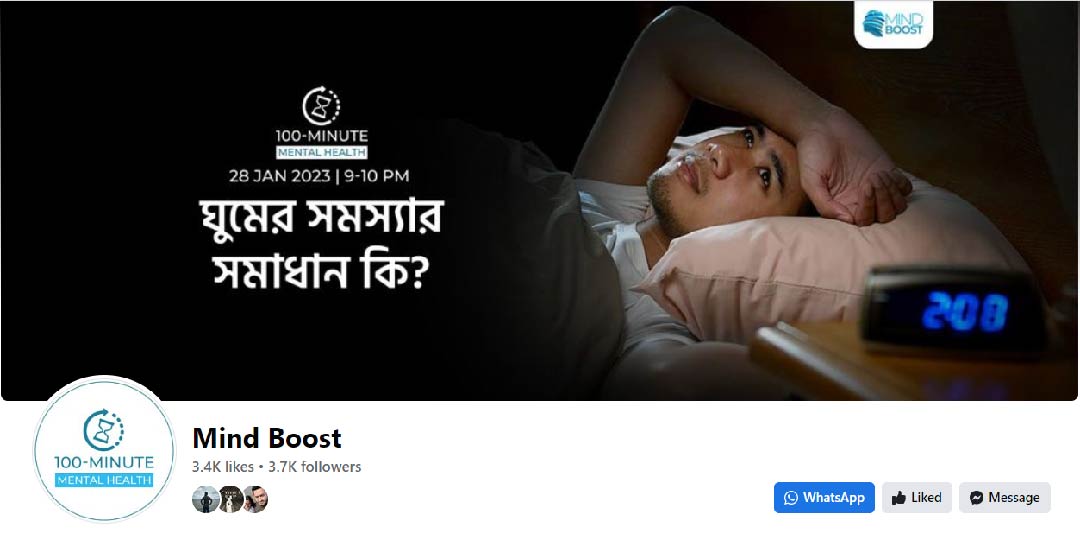 MIND
BOOST
100-MINUTE
MENTAL HEALTH
28 JAN 2023 | 9-10 PM
ঘুমের সমস্যার
সমাধান কি?
2:08
100-MINUTE
MENTAL HEALTH
Mind Boost
3.4K likes • 3.7K followers
WhatsApp
Liked
Message